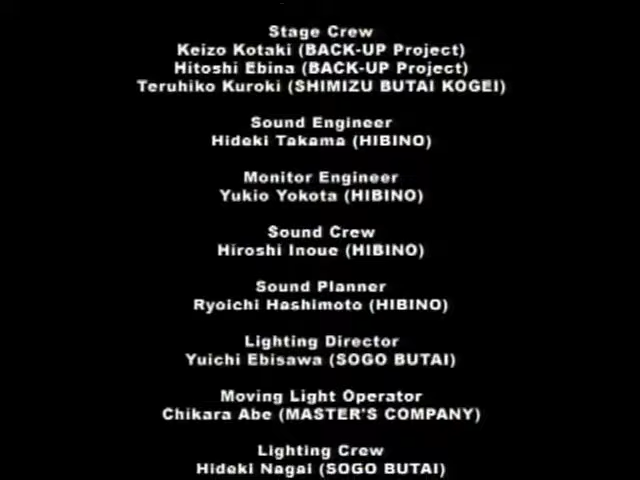 Stage Crew
Keizo Kotaki (BACK-UP Project)
Hitoshi Ebina (BACK-UP Project)
Teruhiko Kuroki (SHIMIZU BUTAI KOGEI)
Sound Engineer
Hideki Takama (HIBINO)
Monitor Engineer
Yukio Yokota (HIBINO)
Sound Crew
Hiroshi Inoue (HIBINO)
Sound Planner
Ryoichi Hashimoto (HIBINO)
Lighting Director
Yuichi Ebisawa (SOGO BUTAI)
Moving Light Operator
Chikara Abe (MASTER'S COMPANY)
Lighting Crew
Hideki Nagai (SOGO BUTAI)